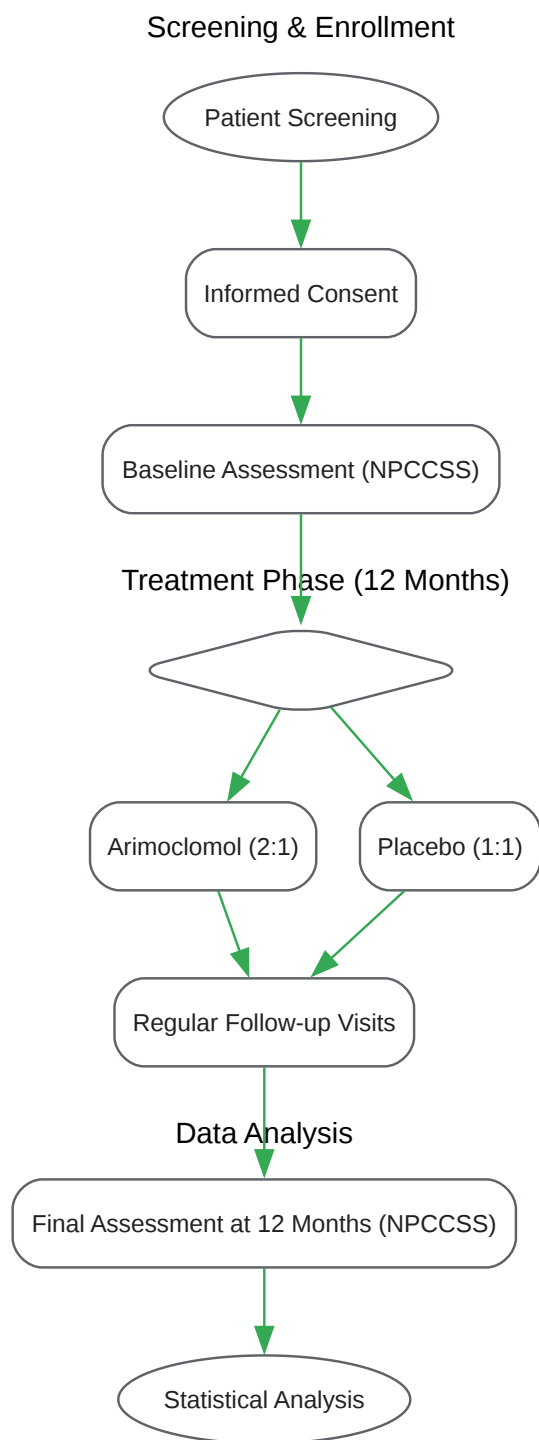 Screening & Enrollment
Patient Screening
Informed Consent
Baseline Assessment (NPCCSS)
Treatment Phase (12 Months)
Arimoclomol (2:1)
Placebo (1:1)
Regular Follow-up Visits
Data Analysis
Final Assessment at 12 Months (NPCCSS)
Statistical Analysis